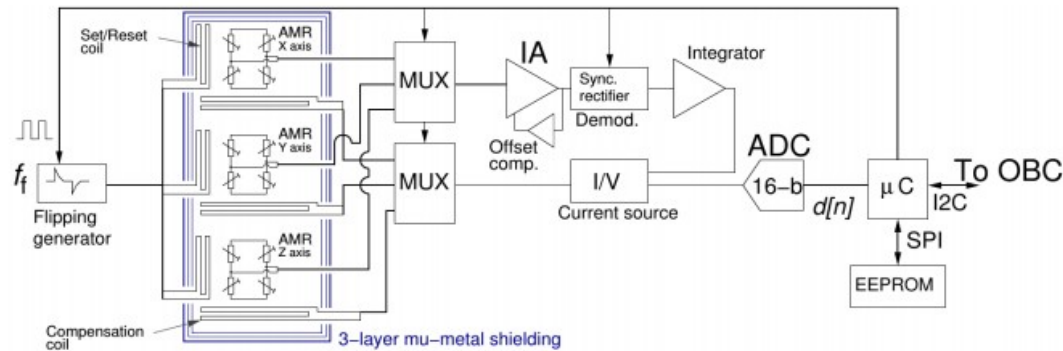 Set/Reset
coil
AMR
X axis
MUX
IA
Sync.
rectifier
Demod.
Integrator
Offset
comp.
f_f
Flipping
generator
AMR
Y axis
MUX
I/V
Current source
ADC
16-b
d[n]
μC
To OBC
I2C
SPI
EEPROM
AMR
Z axis
Compensation
coil
3-layer mu-metal shielding